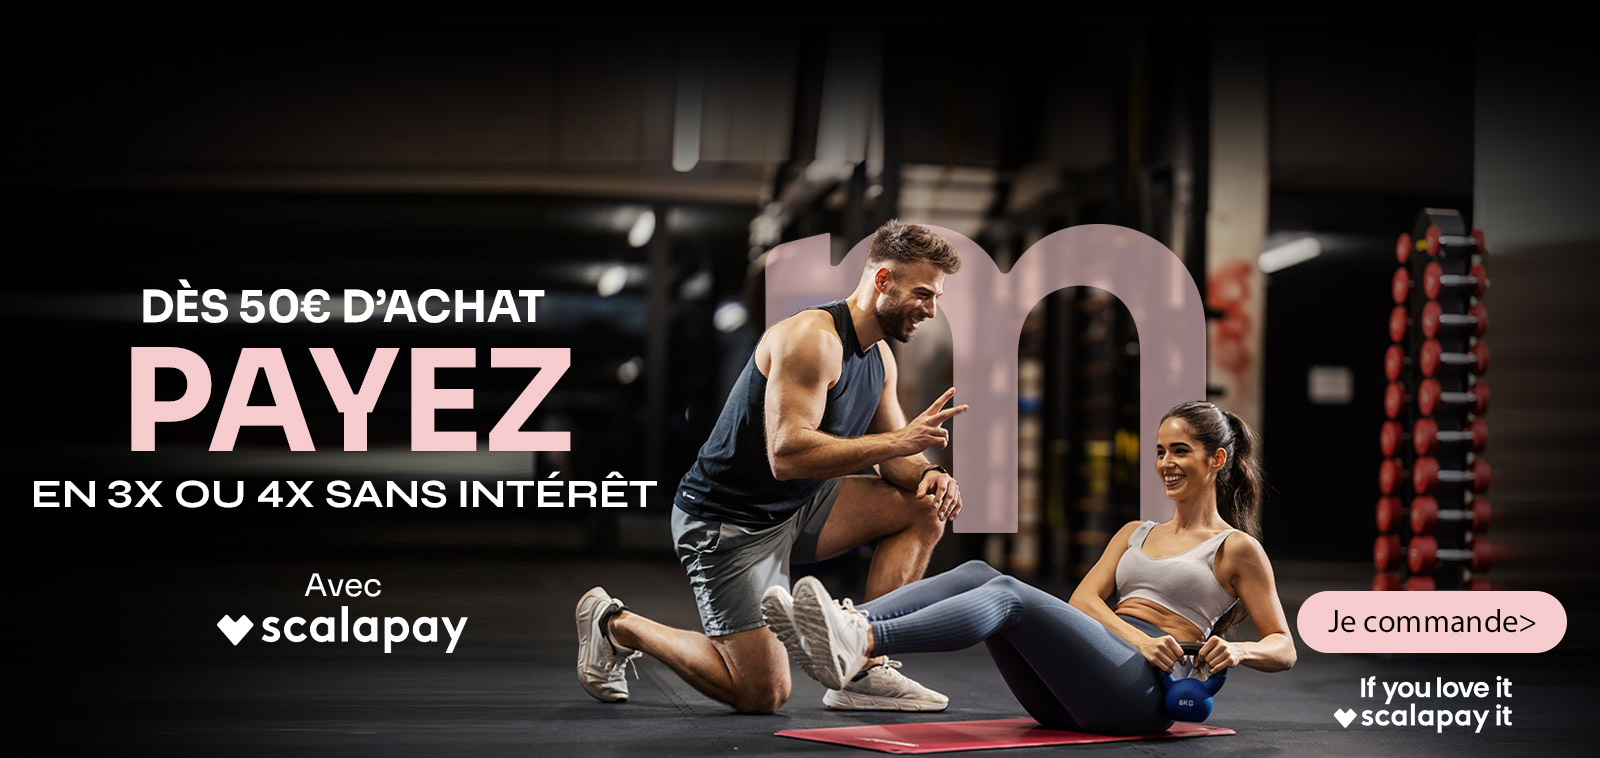 DÈS 50€ D’ACHAT
PAYEZ
EN 3X OU 4X SANS INTÉRÊT
Avec
scalapay
m
6KG
Je commande>
If you love it
scalapay it